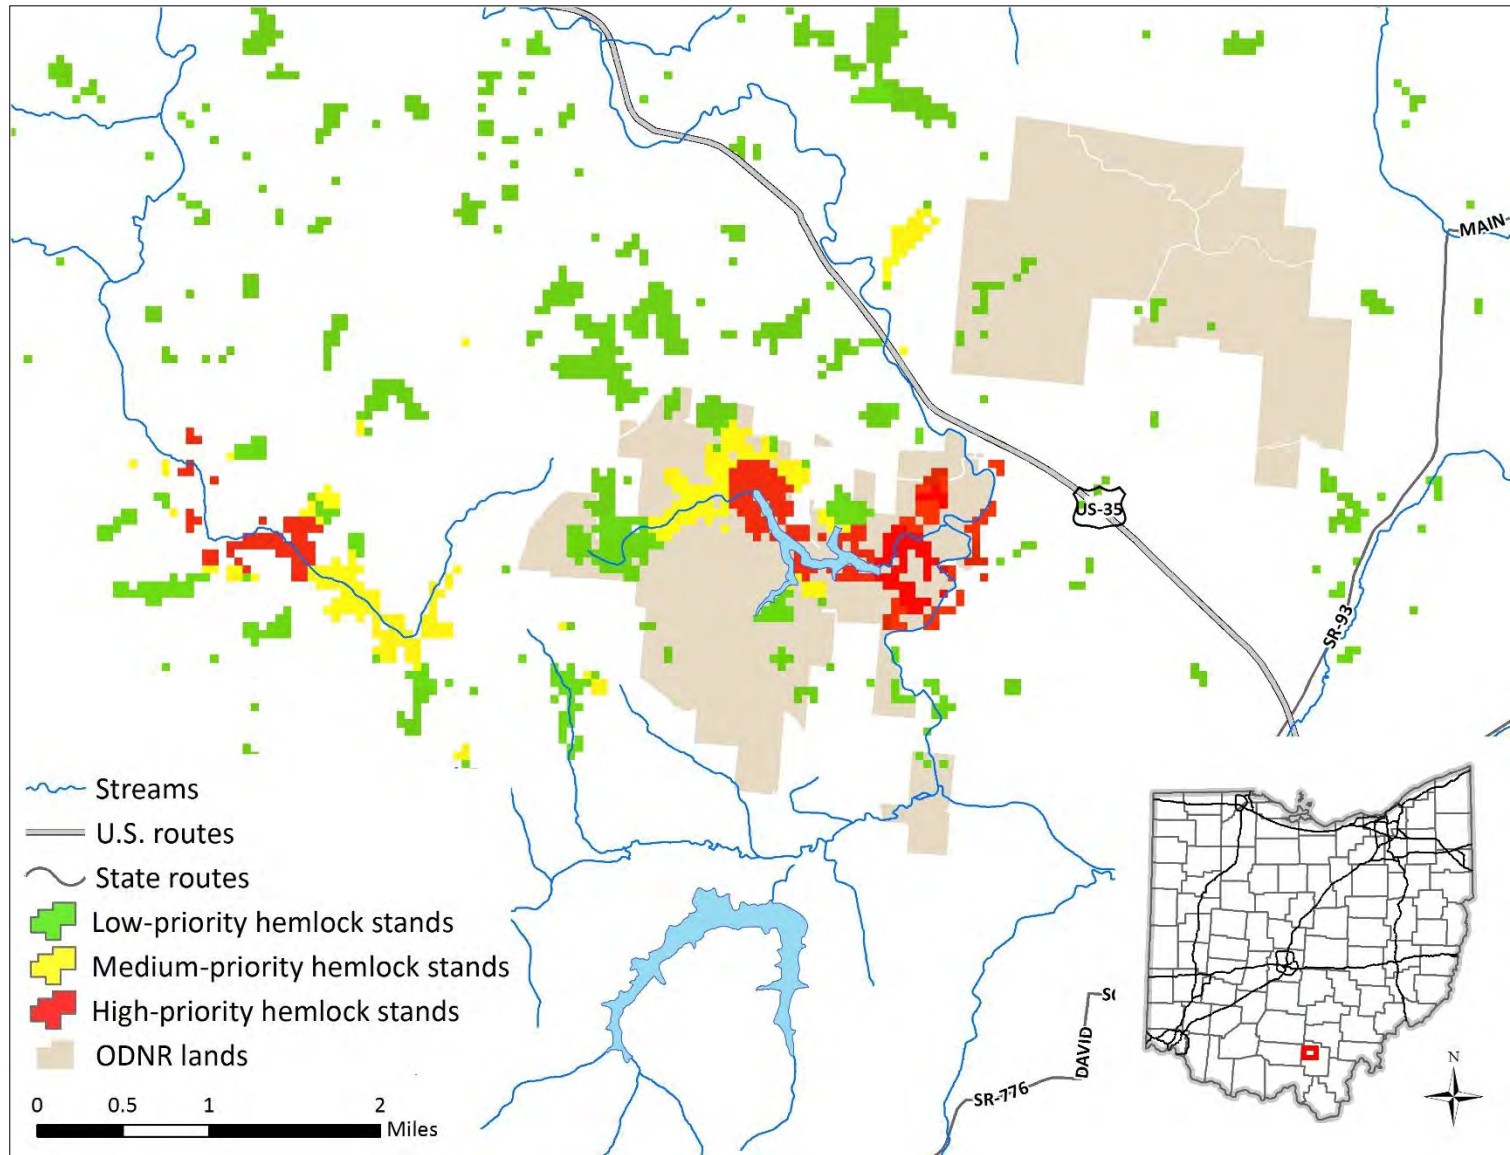 MAIN
US-35
SR-93
Streams
U.S. routes
State routes
Low-priority hemlock stands
Medium-priority hemlock stands
High-priority hemlock stands
ODNR lands
0 0.5 1 2
Miles
DAVID
SR-776
N